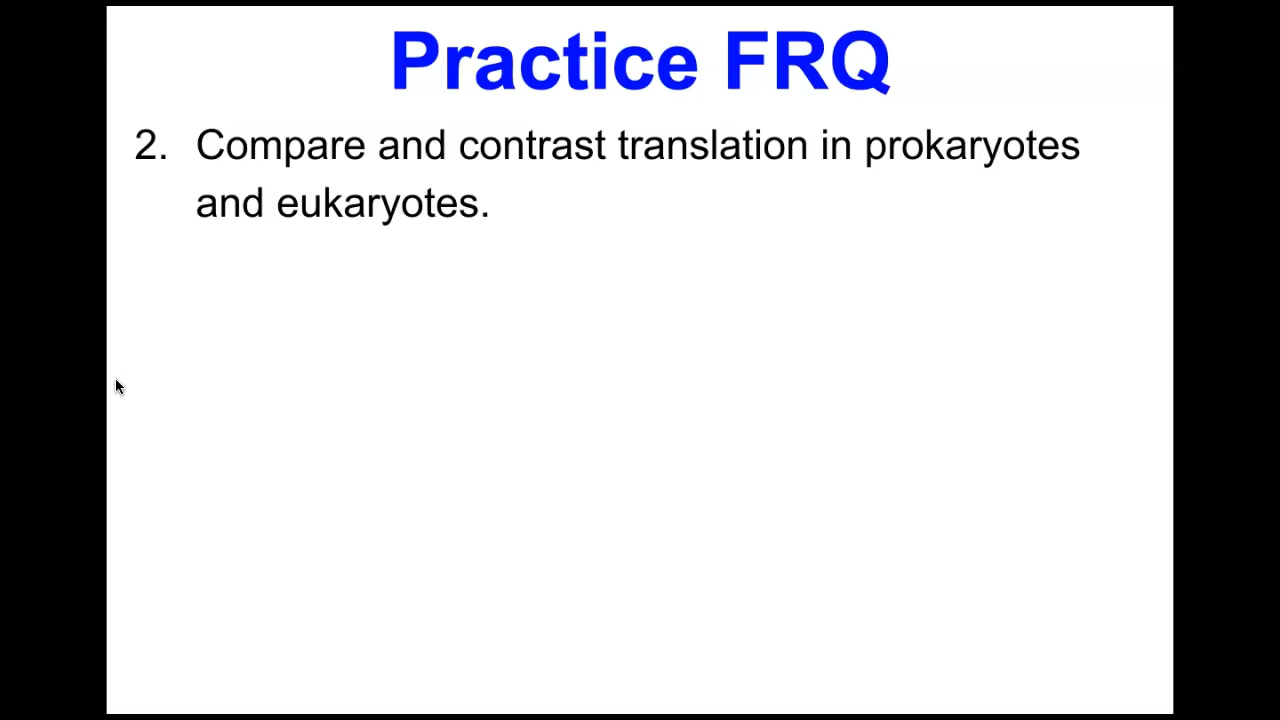 Practice FRQ
2. Compare and contrast translation in prokaryotes
and eukaryotes.